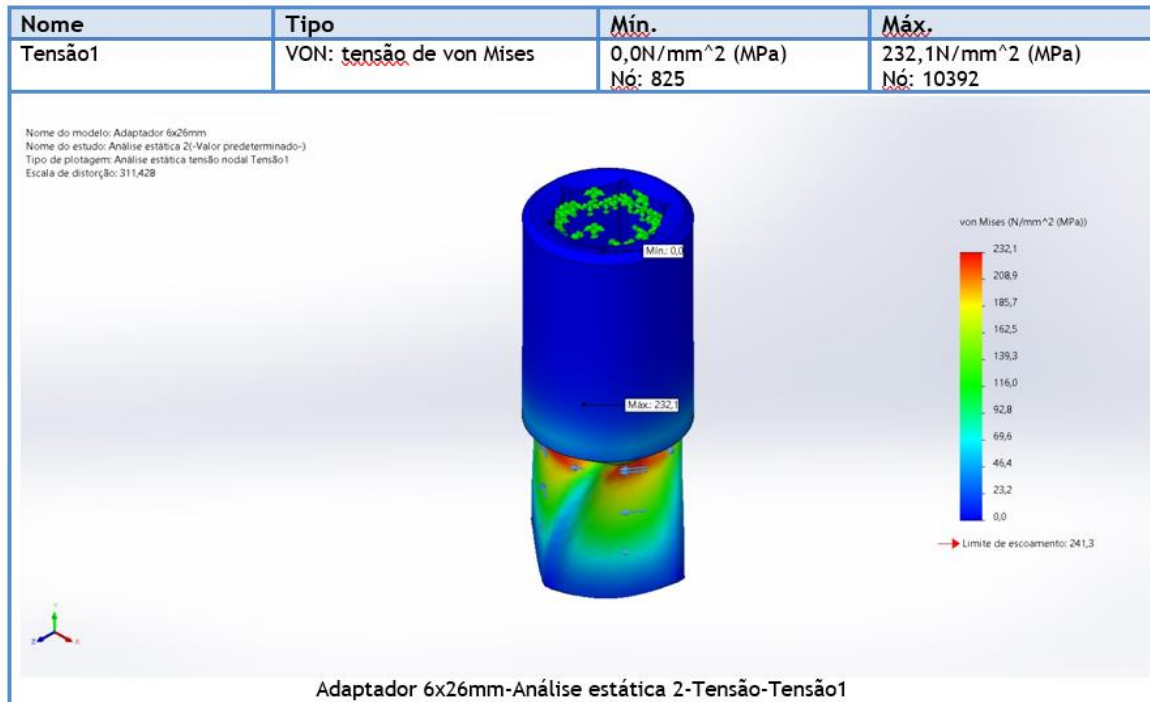 Nome Tipo Mín. Máx.
Tensão1 VON: tensão de von Mises 0,0N/mm^2 (MPa) 232,1N/mm^2 (MPa)
Nó: 825 Nó: 10392
Nome do modelo: Adaptador 6x26mm
Nome do estudo: Análise estática 2(-Valor predeterminado-)
Tipo de plotagem: Análise estática tensão nodal Tensão1
Escala de distorção: 311,428
Mín.: 0,0
Máx.: 232,1
von Mises (N/mm^2 (MPa))
232,1
208,9
185,7
162,5
139,3
116,0
92,8
69,6
46,4
23,2
0,0
Limite de escoamento: 241,3
Y
Z X
Adaptador 6x26mm-Análise estática 2-Tensão-Tensão1